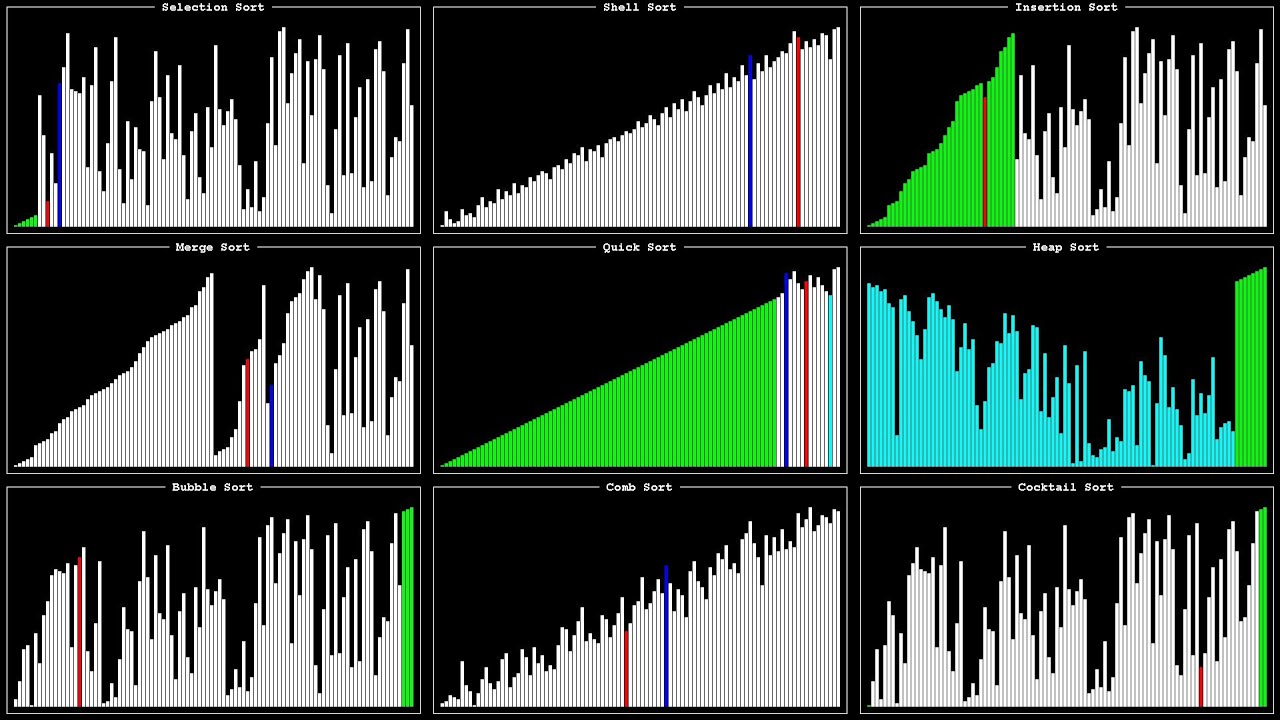 Selection Sort
Shell Sort
Insertion Sort
Merge Sort
Quick Sort
Heap Sort
Bubble Sort
Comb Sort
Cocktail Sort